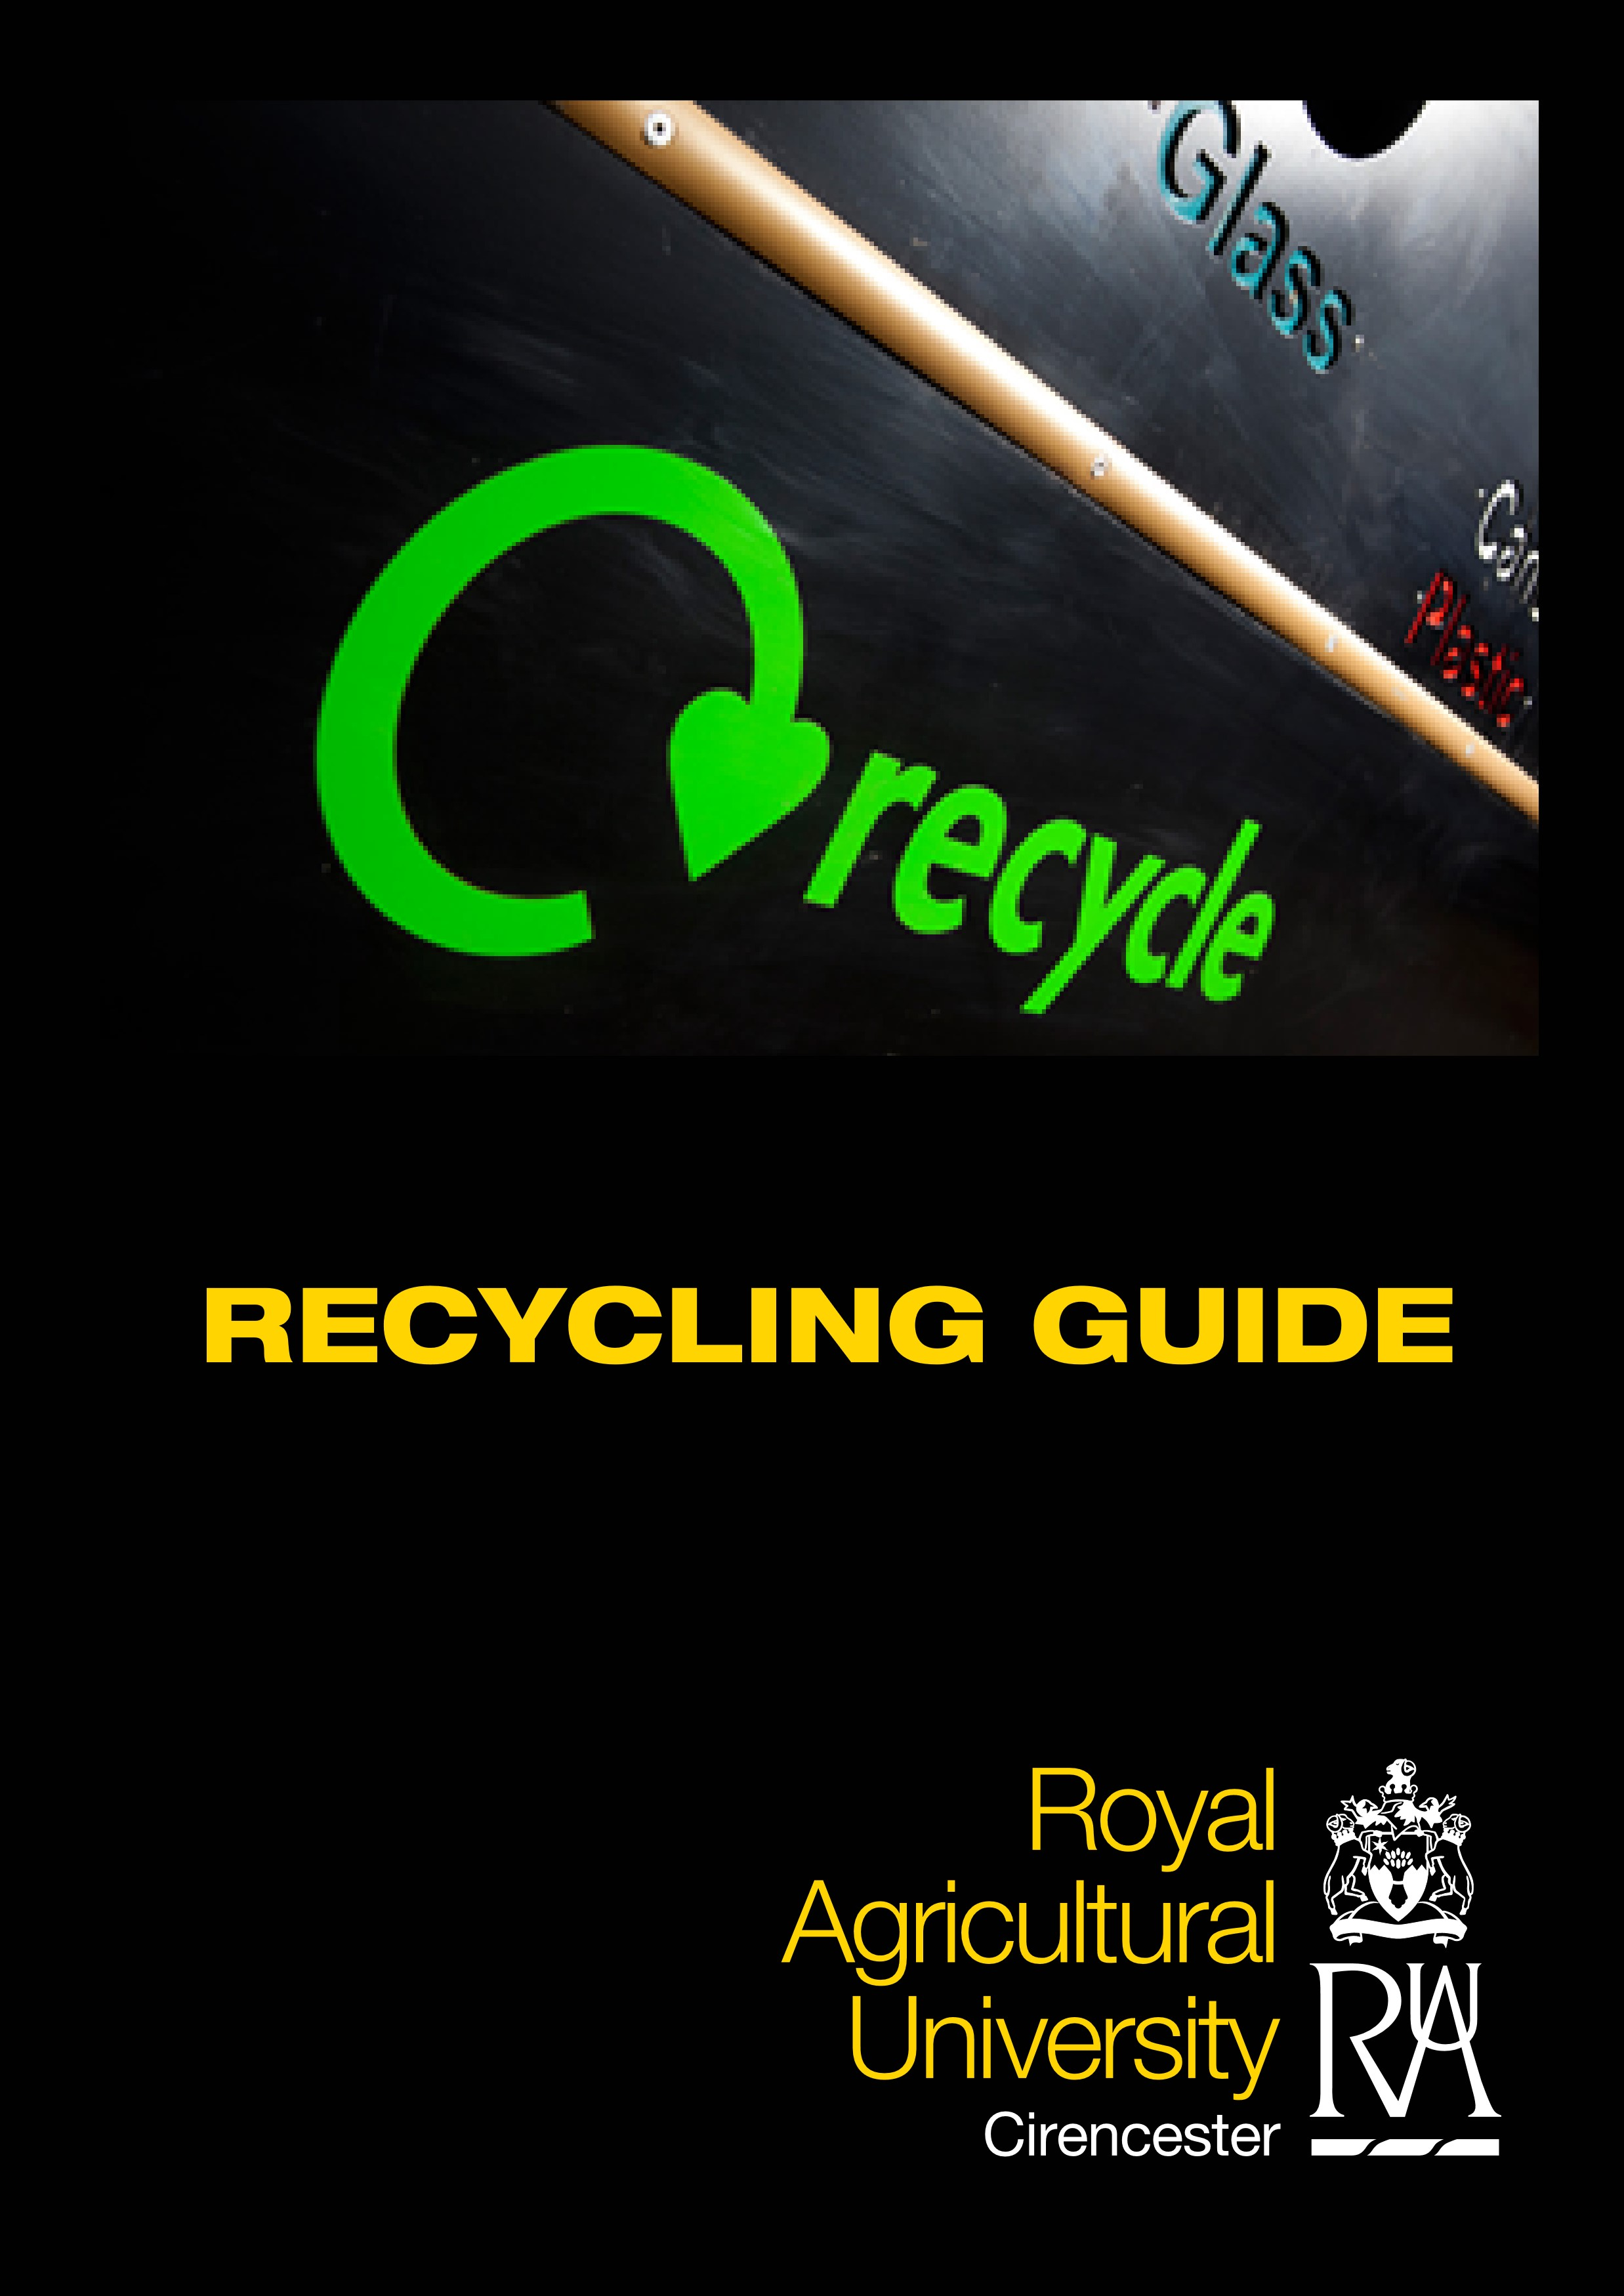 Glass
Plastic
recycle
RECYCLING GUIDE
Royal
Agricultural
University
Cirencester
RAU